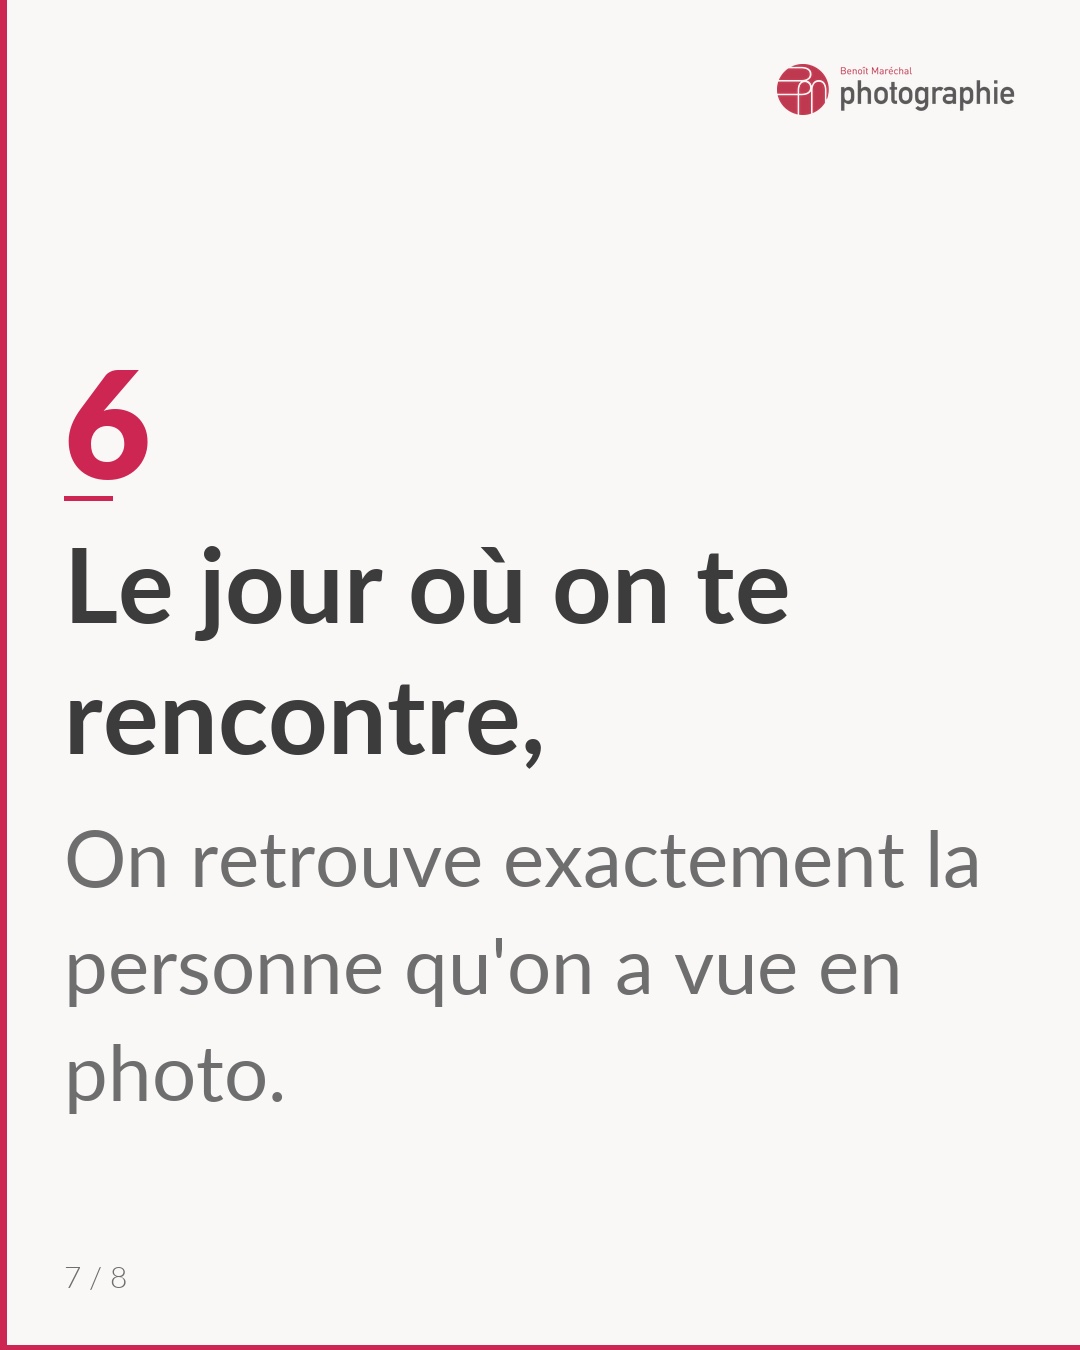 Benoît Maréchal
photographie
6
Le jour où on te
rencontre,
On retrouve exactement la
personne qu'on a vue en
photo.
7 / 8